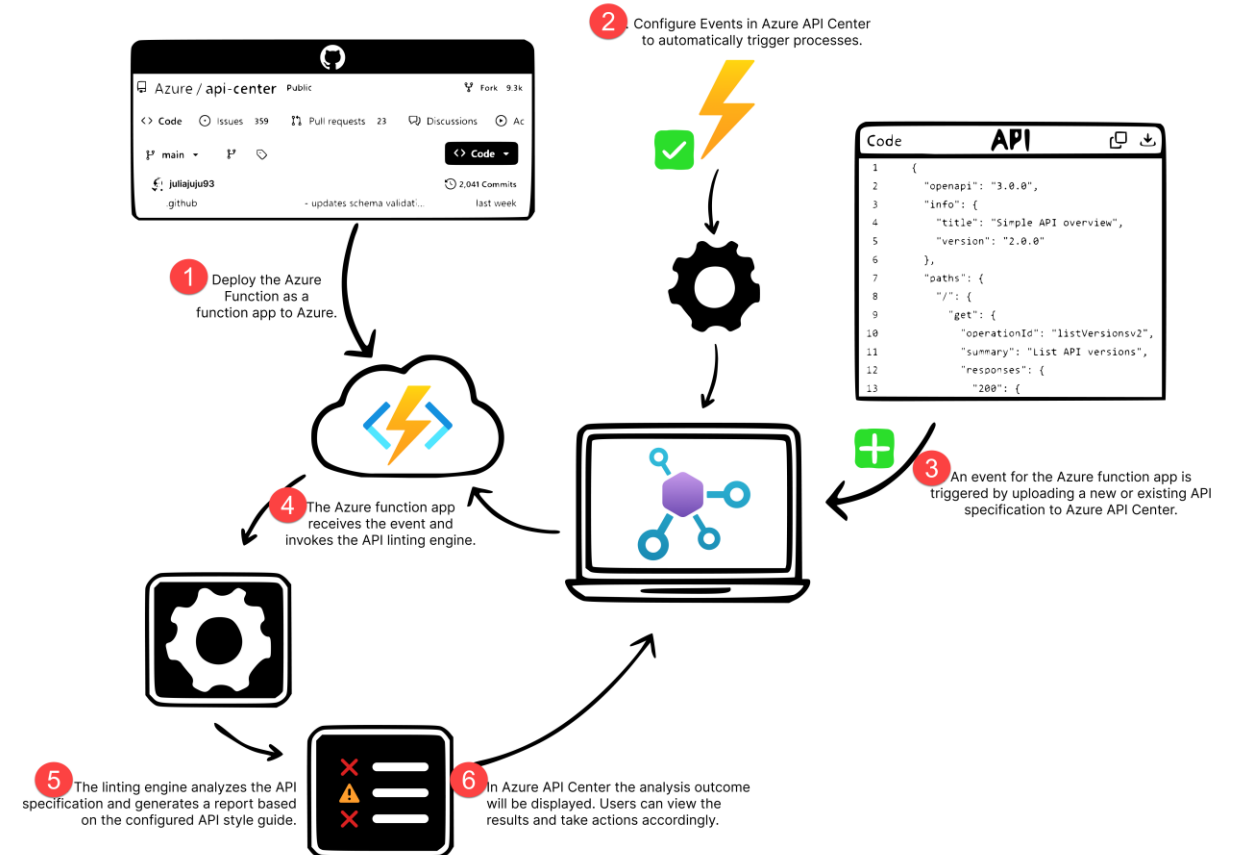 2
. Configure Events in Azure API Center
to automatically trigger processes.
Azure / api-center Public
Fork 9.3k
<> Code Issues 359 Pull requests 23 Discussions Ac
main
<> Code
juliajuju93
2,041 Commits
.github - updates schema validati... last week
Code API
1 {
2 "openapi": "3.0.0",
3 "info": {
4 "title": "Simple API overview",
5 "version": "2.0.0"
6 },
7 "paths": {
8 "/": {
9 "get": {
10 "operationId": "listVersionsv2",
11 "summary": "List API versions",
12 "responses": {
13 "200": {
1
Deploy the Azure
Function as a
function app to Azure.
3
An event for the Azure function app is
triggered by uploading a new or existing API
specification to Azure API Center.
4
The Azure function app
receives the event and
invokes the API linting engine.
5
The linting engine analyzes the API
specification and generates a report based
on the configured API style guide.
6
In Azure API Center the analysis outcome
will be displayed. Users can view the
results and take actions accordingly.